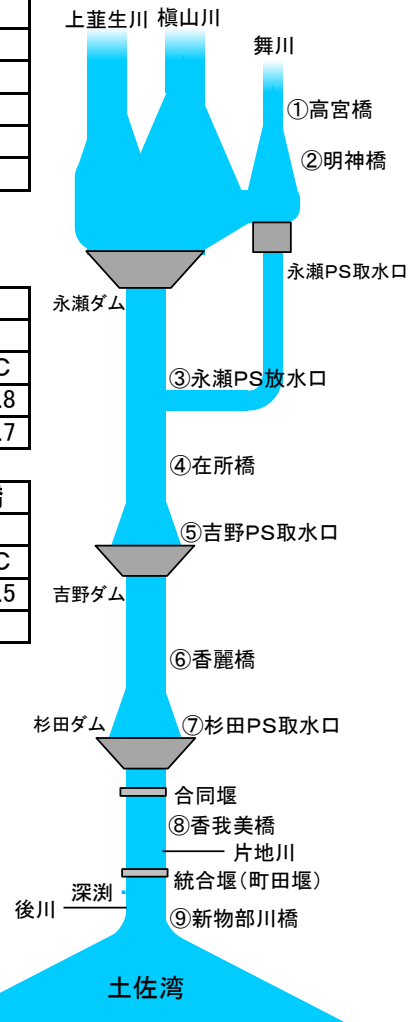 上韮生川 槇山川
舞川
①高宮橋
②明神橋
永瀬PS取水口
永瀬ダム
C
③永瀬PS放水口
.8
.7
④在所橋
⑤吉野PS取水口
C
.5
吉野ダム
⑥香麗橋
杉田ダム
⑦杉田PS取水口
合同堰
⑧香我美橋
片地川
統合堰(町田堰)
深渕
後川
⑨新物部川橋
土佐湾